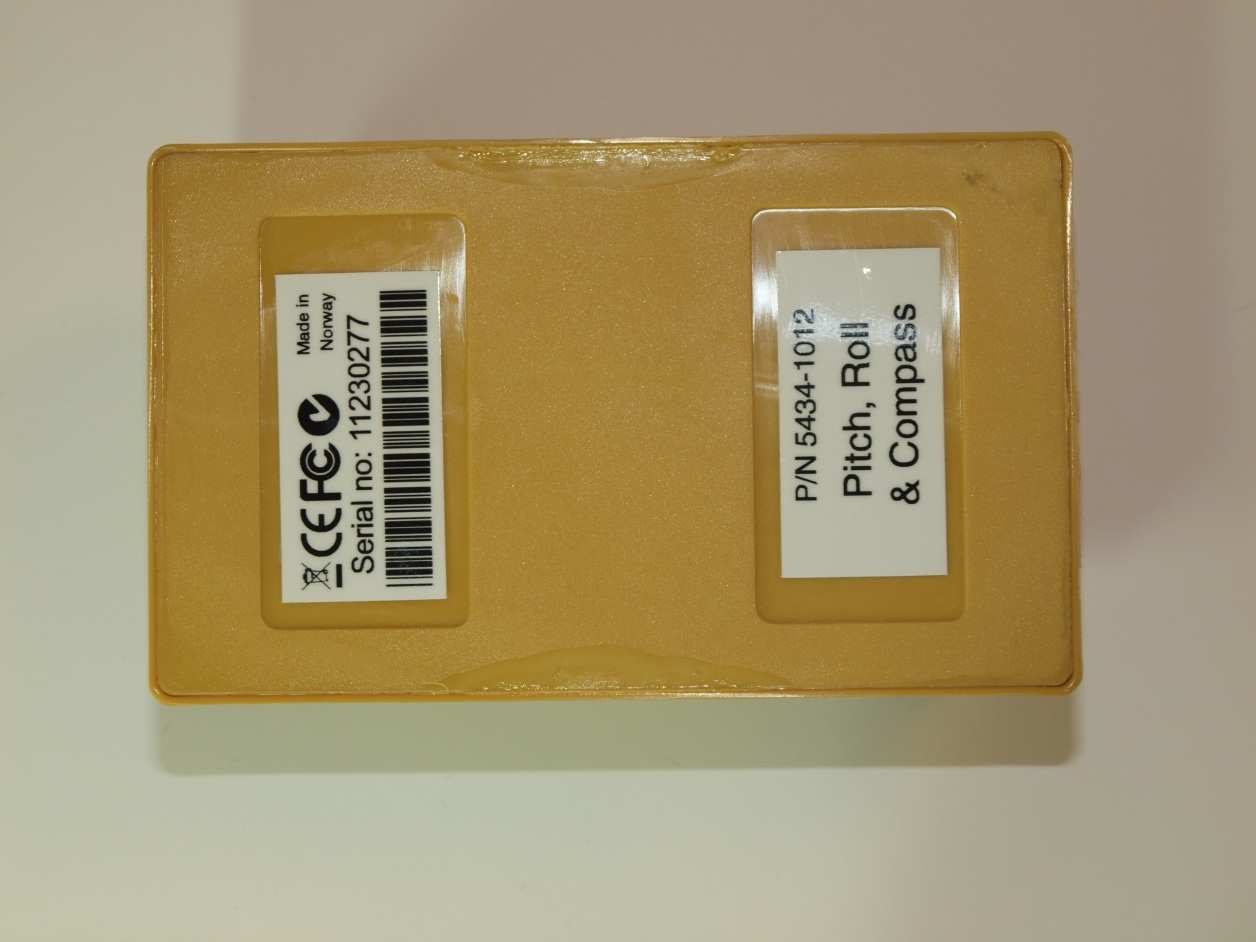 Made in
Norway
CE FC
Serial no: 11230277
P/N 5434-1012
Pitch, Roll
& Compass